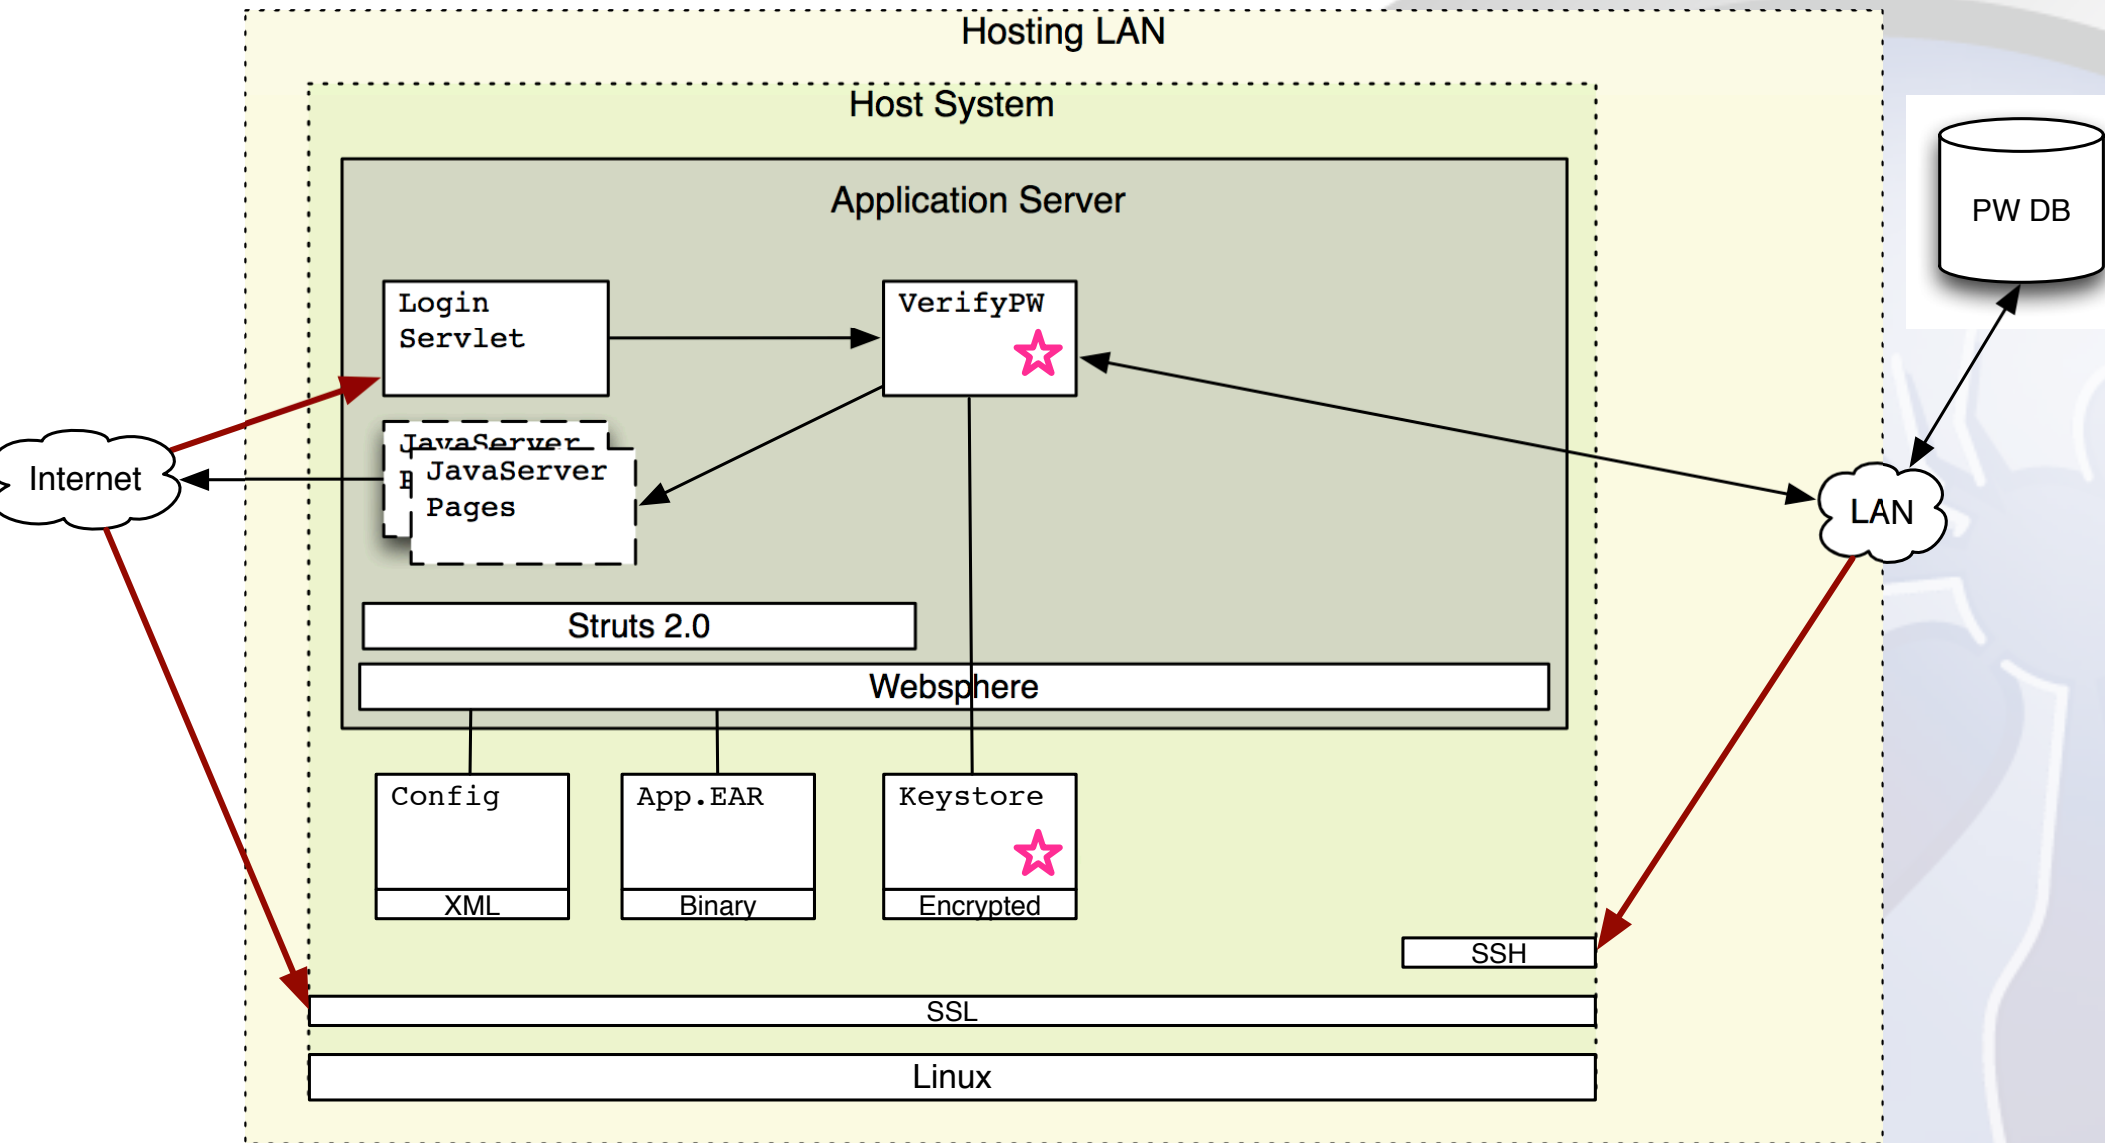 Hosting LAN
Host System
Application Server
PW DB
Login
Servlet
VerifyPW
JavaServer
JavaServer
Pages
Internet
LAN
Struts 2.0
Websphere
Config
App.EAR
Keystore
XML
Binary
Encrypted
SSH
SSL
Linux